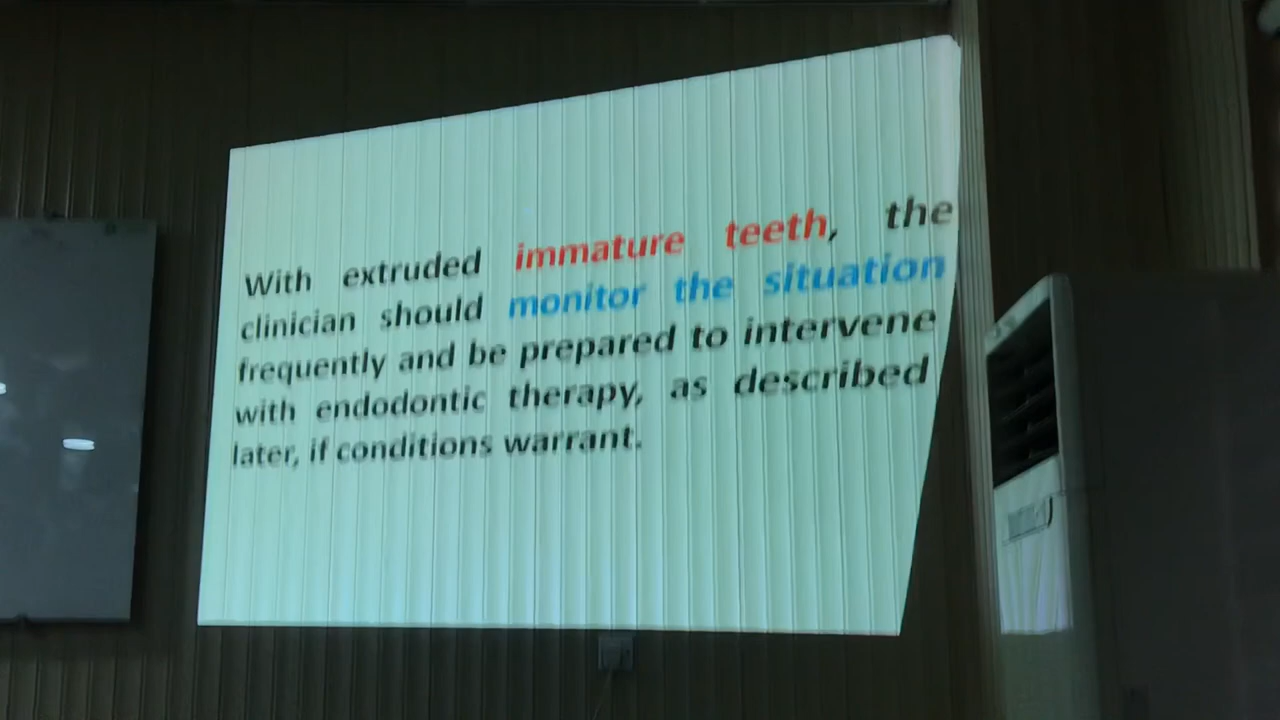 With extruded immature teeth, the
clinician should monitor the situation
frequently and be prepared to intervene
with endodontic therapy, as described
later, if conditions warrant.